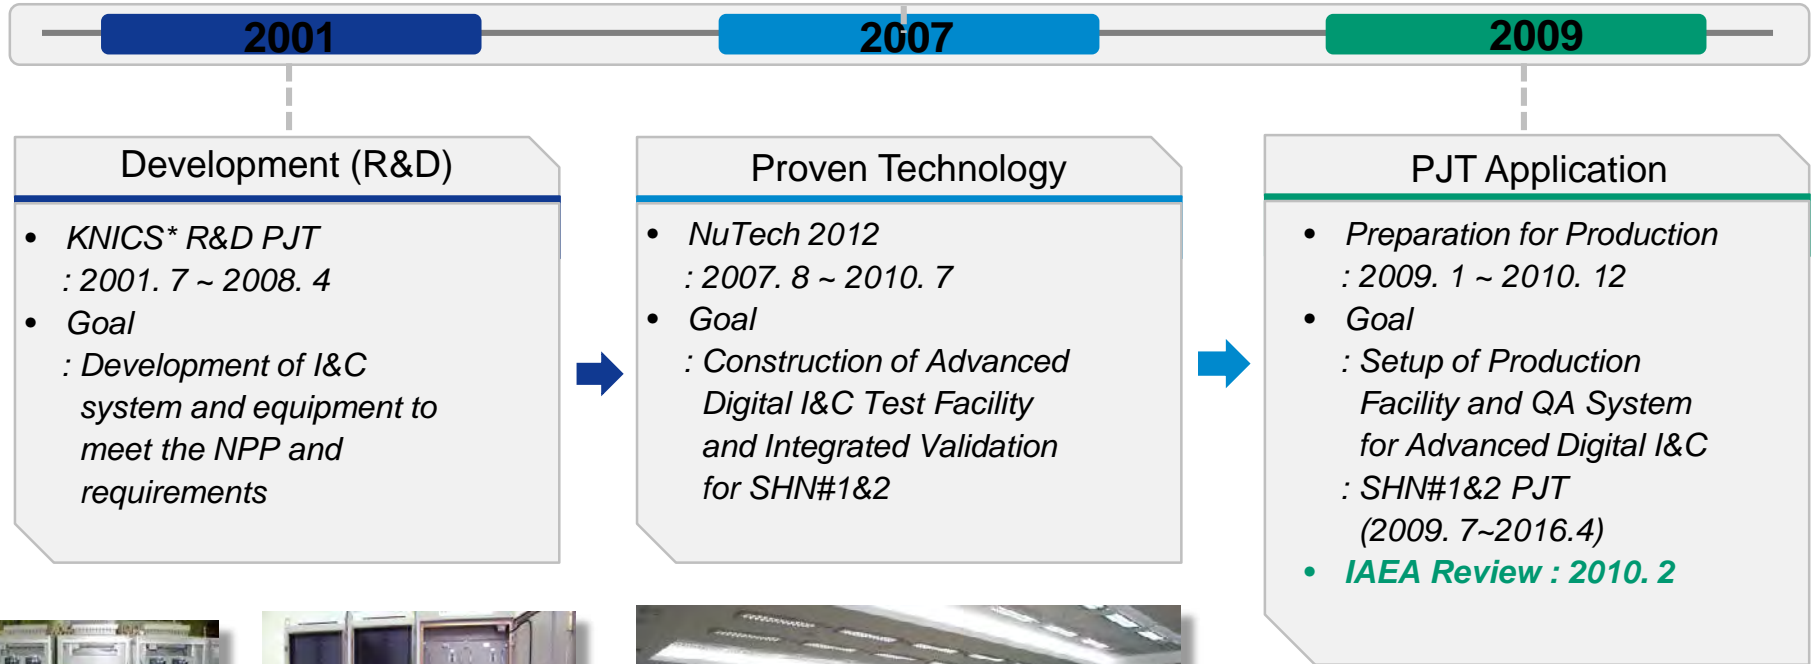 2001
2007
2009
Development (R&D)
• KNICS* R&D PJT
: 2001. 7 ~ 2008. 4
• Goal
: Development of I&C
system and equipment to
meet the NPP and
requirements
Proven Technology
• NuTech 2012
: 2007. 8 ~ 2010. 7
• Goal
: Construction of Advanced
Digital I&C Test Facility
and Integrated Validation
for SHN#1&2
PJT Application
• Preparation for Production
: 2009. 1 ~ 2010. 12
• Goal
: Setup of Production
Facility and QA System
for Advanced Digital I&C
: SHN#1&2 PJT
(2009. 7~2016.4)
• IAEA Review : 2010. 2